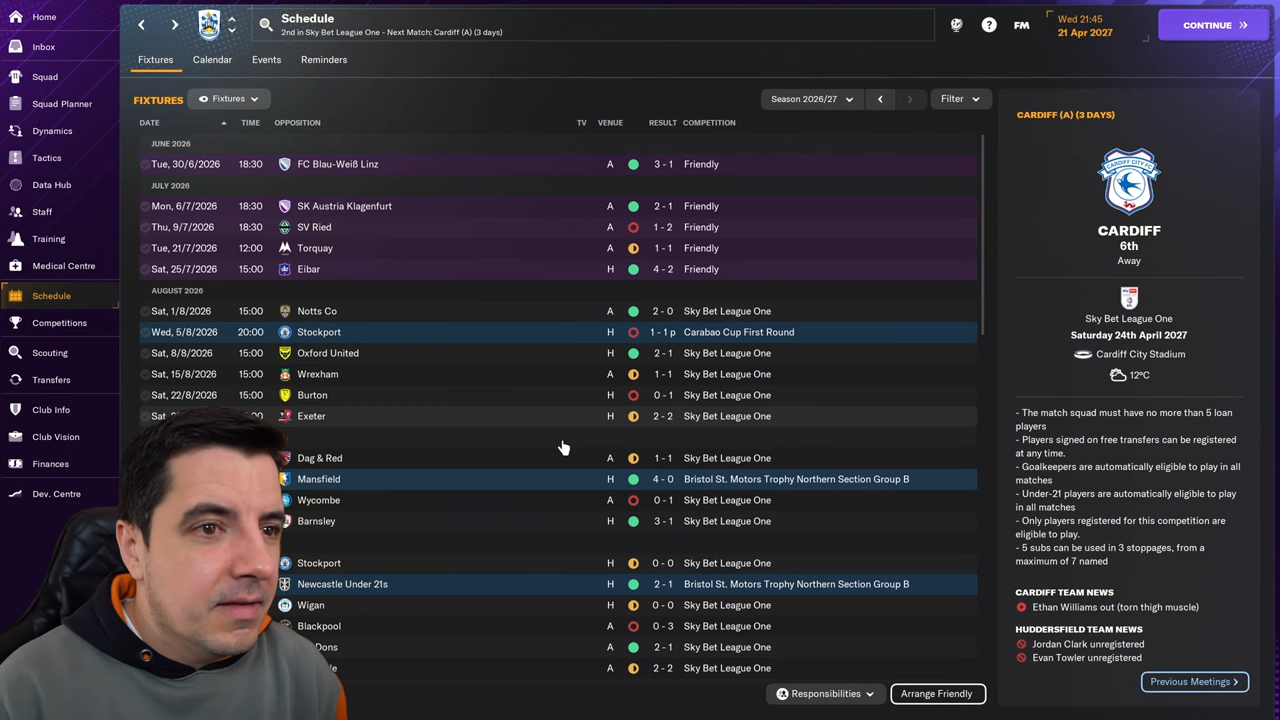 Home
Inbox
Squad
Squad Planner
Dynamics
Tactics
Data Hub
Staff
Training
Medical Centre
Schedule
Competitions
Scouting
Transfers
Club Info
Club Vision
Finances
Dev. Centre
Schedule
2nd in Sky Bet League One - Next Match: Cardiff (A) (3 days)
FM
Wed 21:45
21 Apr 2027
CONTINUE
Fixtures Calendar Events Reminders
FIXTURES Fixtures Season 2026/27 Filter
DATE TIME OPPOSITION TV VENUE RESULT COMPETITION
JUNE 2026
Tue, 30/6/2026 18:30 FC Blau-Weiß Linz A 3 - 1 Friendly
JULY 2026
Mon, 6/7/2026 18:30 SK Austria Klagenfurt A 2 - 1 Friendly
Thu, 9/7/2026 18:30 SV Ried A 1 - 2 Friendly
Tue, 21/7/2026 12:00 Torquay A 1 - 1 Friendly
Sat, 25/7/2026 15:00 Eibar H 4 - 2 Friendly
AUGUST 2026
Sat, 1/8/2026 15:00 Notts Co A 2 - 0 Sky Bet League One
Wed, 5/8/2026 20:00 Stockport H 1 - 1 p Carabao Cup First Round
Sat, 8/8/2026 15:00 Oxford United H 2 - 1 Sky Bet League One
Sat, 15/8/2026 15:00 Wrexham A 1 - 1 Sky Bet League One
Sat, 22/8/2026 15:00 Burton H 0 - 1 Sky Bet League One
Sat, Exeter H 2 - 2 Sky Bet League One
Dag & Red A 1 - 1 Sky Bet League One
Mansfield H 4 - 0 Bristol St. Motors Trophy Northern Section Group B
Wycombe A 0 - 1 Sky Bet League One
Barnsley H 3 - 1 Sky Bet League One
Stockport H 0 - 0 Sky Bet League One
Newcastle Under 21s H 2 - 1 Bristol St. Motors Trophy Northern Section Group B
Wigan H 0 - 0 Sky Bet League One
Blackpool A 0 - 3 Sky Bet League One
Dons A 2 - 1 Sky Bet League One
A 2 - 2 Sky Bet League One
Responsibilities Arrange Friendly
CARDIFF (A) (3 DAYS)
CARDIFF CITY FC
CARDIFF
6th
Away
Sky Bet League One
Saturday 24th April 2027
Cardiff City Stadium
12°C
- The match squad must have no more than 5 loan
players
- Players signed on free transfers can be registered
at any time.
- Goalkeepers are automatically eligible to play in all
matches
- Under-21 players are automatically eligible to play
in all matches
- Only players registered for this competition are
eligible to play.
- 5 subs can be used in 3 stoppages, from a
maximum of 7 named
CARDIFF TEAM NEWS
Ethan Williams out (torn thigh muscle)
HUDDERSFIELD TEAM NEWS
Jordan Clark unregistered
Evan Towler unregistered
Previous Meetings